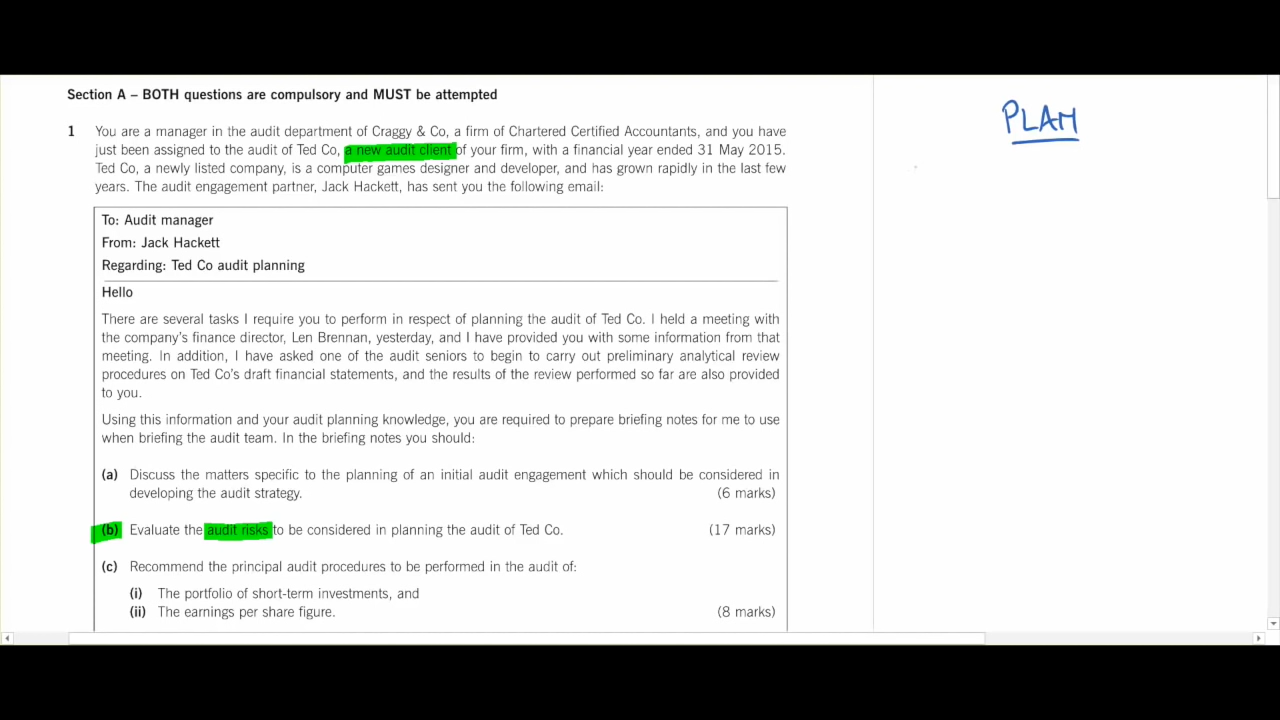 Section A – BOTH questions are compulsory and MUST be attempted
PLAN
1 You are a manager in the audit department of Craggy & Co, a firm of Chartered Certified Accountants, and you have
just been assigned to the audit of Ted Co, a new audit client of your firm, with a financial year ended 31 May 2015.
Ted Co, a newly listed company, is a computer games designer and developer, and has grown rapidly in the last few
years. The audit engagement partner, Jack Hackett, has sent you the following email:
To: Audit manager
From: Jack Hackett
Regarding: Ted Co audit planning
Hello
There are several tasks I require you to perform in respect of planning the audit of Ted Co. I held a meeting with
the company's finance director, Len Brennan, yesterday, and I have provided you with some information from that
meeting. In addition, I have asked one of the audit seniors to begin to carry out preliminary analytical review
procedures on Ted Co's draft financial statements, and the results of the review performed so far are also provided
to you.
Using this information and your audit planning knowledge, you are required to prepare briefing notes for me to use
when briefing the audit team. In the briefing notes you should:
(a) Discuss the matters specific to the planning of an initial audit engagement which should be considered in
developing the audit strategy. (6 marks)
(b) Evaluate the audit risks to be considered in planning the audit of Ted Co. (17 marks)
(c) Recommend the principal audit procedures to be performed in the audit of:
(i) The portfolio of short-term investments, and
(ii) The earnings per share figure. (8 marks)